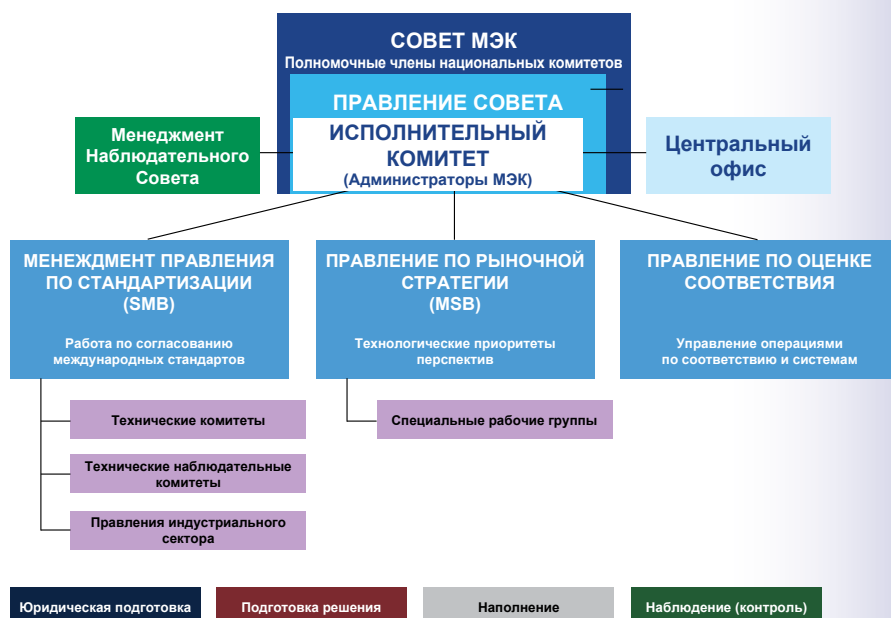 СОВЕТ МЭК
Полномочные члены национальных комитетов
ПРАВЛЕНИЕ СОВЕТА
ИСПОЛНИТЕЛЬНЫЙ
КОМИТЕТ
(Администраторы МЭК)
Менеджмент
Наблюдательного
Совета
Центральный
офис
МЕНЕЖДМЕНТ ПРАВЛЕНИЯ
ПО СТАНДАРТИЗАЦИИ
(SMB)
Работа по согласованию
международных стандартов
ПРАВЛЕНИЕ ПО РЫНОЧНОЙ
СТРАТЕГИИ
(MSB)
Технологические приоритеты
перспектив
ПРАВЛЕНИЕ ПО ОЦЕНКЕ
СООТВЕТСТВИЯ
Управление операциями
по соответствию и системам
Технические комитеты
Технические наблюдательные
комитеты
Правления индустриального
сектора
Специальные рабочие группы
Юридическая подготовка
Подготовка решения
Наполнение
Наблюдение (контроль)